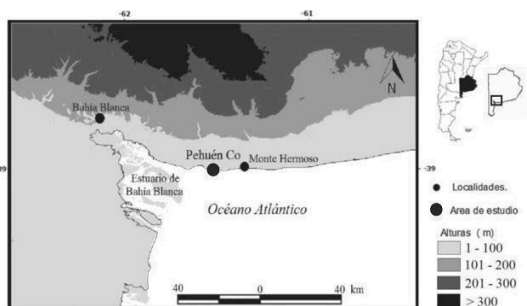 -62
-61
N
Bahía Blanca
Pehuén Co
Monte Hermoso
39
-39
Estuario de
Bahía Blanca
Océano Atlántico
km
40
0
40
Localidades.
Area de estudio
Alturas ( m)
1 - 100
101 - 200
201 - 300
> 300